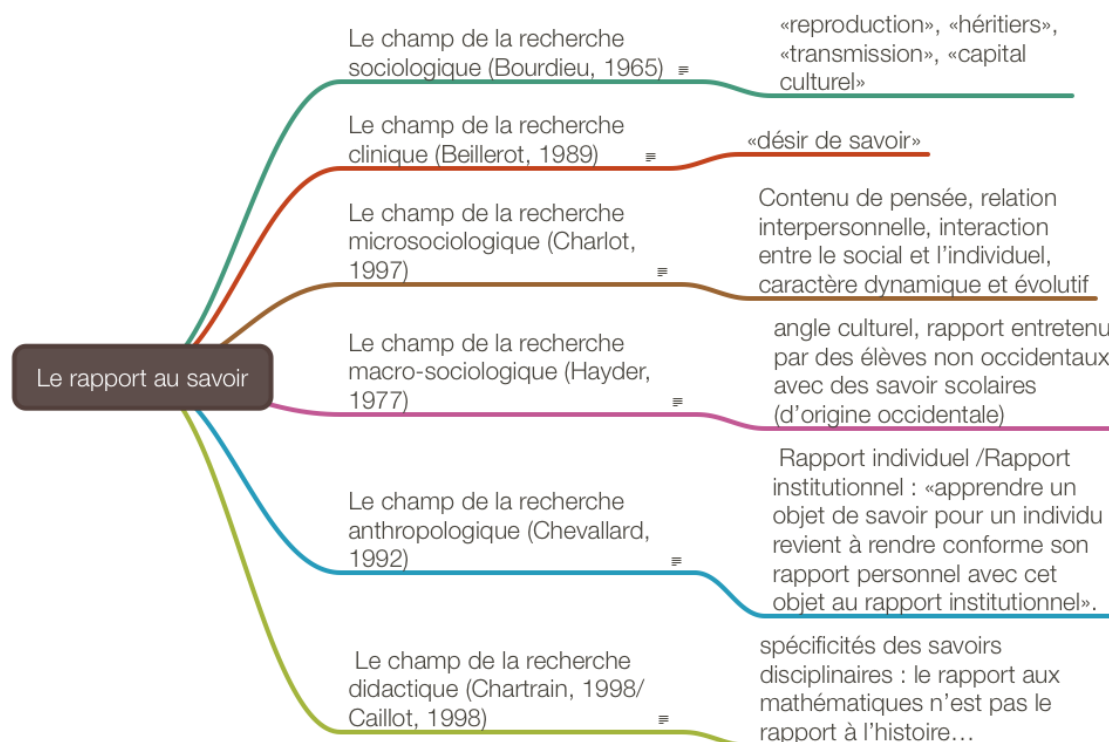 Le rapport au savoir
Le champ de la recherche
sociologique (Bourdieu, 1965)
«reproduction», «héritiers»,
«transmission», «capital
culturel»
Le champ de la recherche
clinique (Beillerot, 1989)
«désir de savoir»
Le champ de la recherche
microsociologique (Charlot,
1997)
Contenu de pensée, relation
interpersonnelle, interaction
entre le social et l'individuel,
caractère dynamique et évolutif
Le champ de la recherche
macro-sociologique (Hayder,
1977)
angle culturel, rapport entretenu
par des élèves non occidentaux
avec des savoir scolaires
(d'origine occidentale)
Le champ de la recherche
anthropologique (Chevallard,
1992)
Rapport individuel /Rapport
institutionnel : «apprendre un
objet de savoir pour un individu
revient à rendre conforme son
rapport personnel avec cet
objet au rapport institutionnel».
Le champ de la recherche
didactique (Chartrain, 1998/
Caillot, 1998)
spécificités des savoirs
disciplinaires : le rapport aux
mathématiques n'est pas le
rapport à l'histoire…